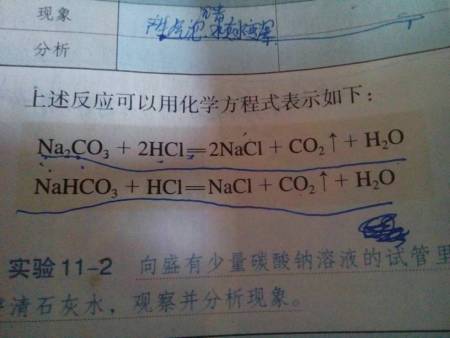 现象
分析
上述反应可以用化学方程式表示如下：
Na₂CO₃ + 2HCl=2NaCl + CO₂↑ + H₂O
NaHCO₃ + HCl=NaCl + CO₂↑ + H₂O
实验 11-2 向盛有少量碳酸钠溶液的试管里
清石灰水，观察并分析现象。